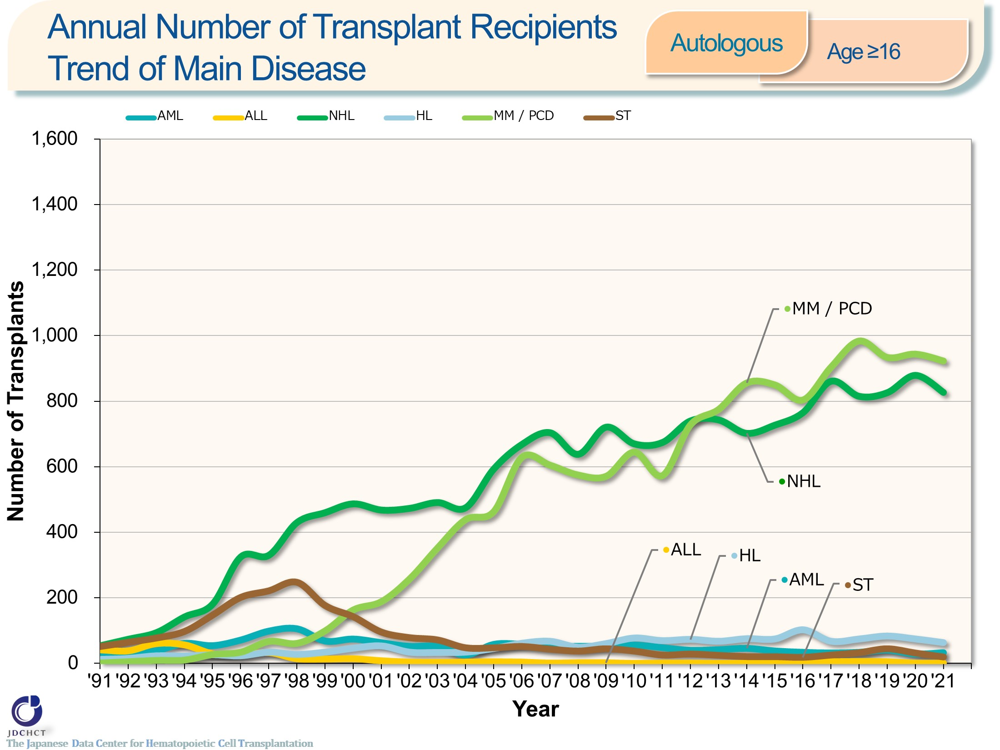 Annual Number of Transplant Recipients
Trend of Main Disease
Autologous
Age ≥16
AML ALL NHL HL MM / PCD ST
1,600
1,400
1,200
1,000
800
600
400
200
0
Number of Transplants
MM / PCD
NHL
ALL
HL
AML
ST
'91 '92 '93 '94 '95 '96 '97 '98 '99 '00 '01 '02 '03 '04 '05 '06 '07 '08 '09 '10 '11 '12 '13 '14 '15 '16 '17 '18 '19 '20 '21
Year
JDCHCT
The Japanese Data Center for Hematopoietic Cell Transplantation